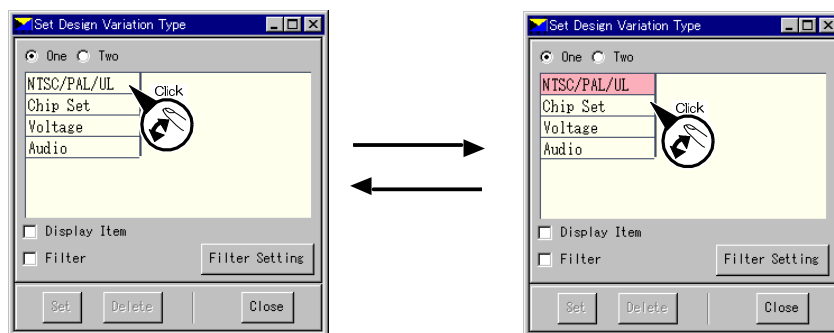 Set Design Variation Type
One Two
NTSC/PAL/UL
Click
Chip Set
Voltage
Audio
Display Item
Filter
Filter Setting
Set Delete Close
Set Design Variation Type
One Two
NTSC/PAL/UL
Chip Set
Click
Voltage
Audio
Display Item
Filter
Filter Setting
Set Delete Close